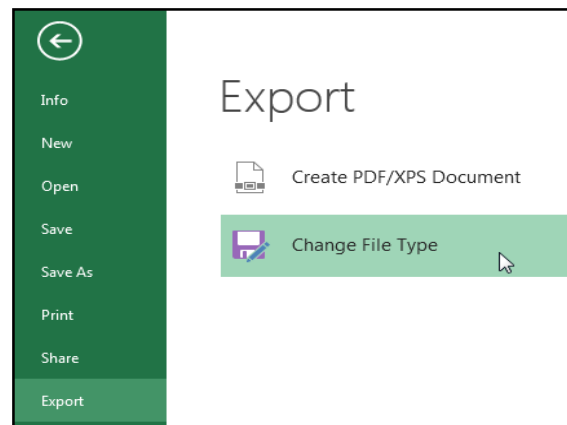 Info
New
Open
Save
Save As
Print
Share
Export
Export
Create PDF/XPS Document
Change File Type